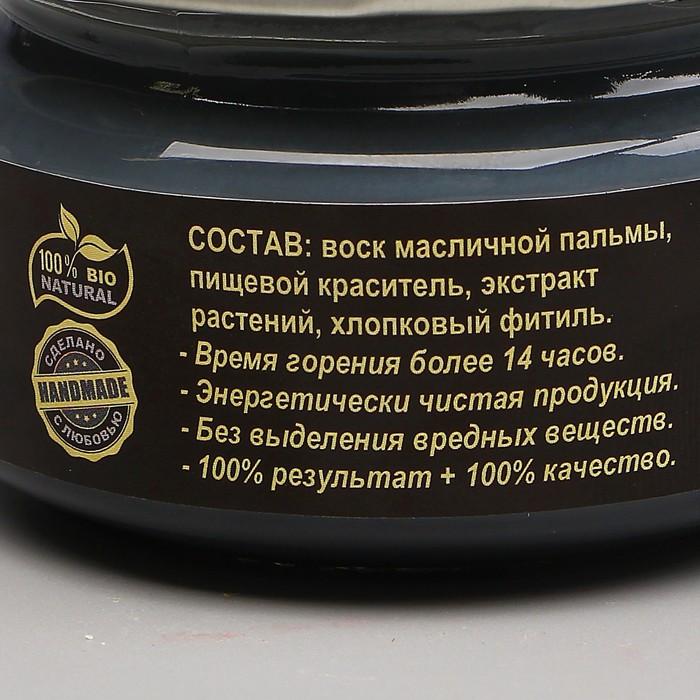 100% BIO
NATURAL
СДЕЛАНО
HANDMADE
С ЛЮБОВЬЮ
СОСТАВ: воск масличной пальмы,
пищевой краситель, экстракт
растений, хлопковый фитиль.
- Время горения более 14 часов.
- Энергетически чистая продукция.
- Без выделения вредных веществ.
- 100% результат + 100% качество.